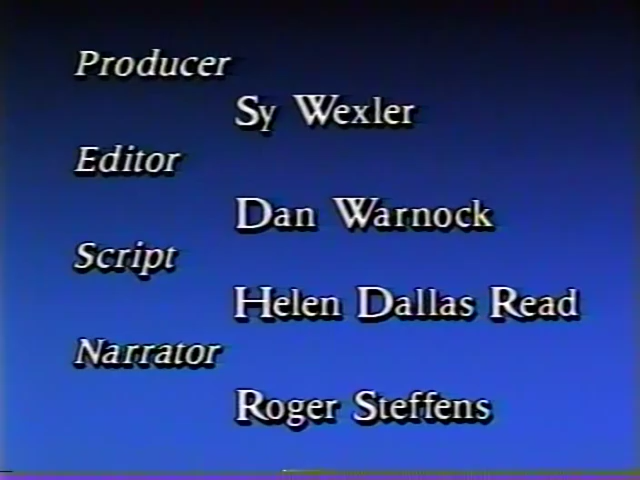 Producer
Sy Wexler
Editor
Dan Warnock
Script
Helen Dallas Read
Narrator
Roger Steffens